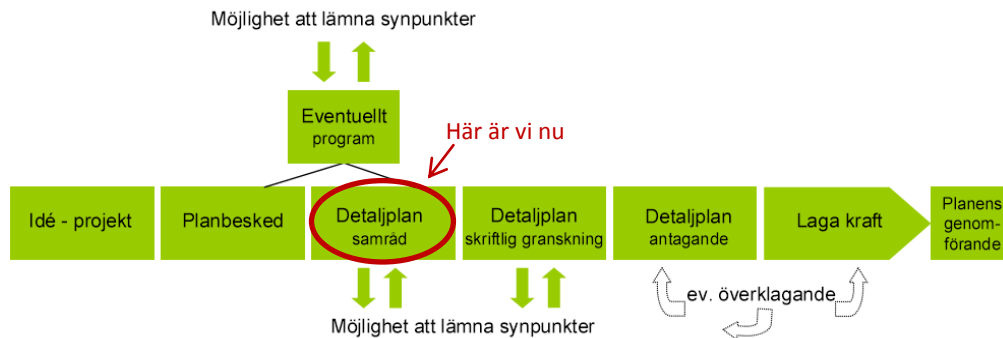 Möjlighet att lämna synpunkter
Eventuellt
program
Här är vi nu
Idé - projekt
Planbesked
Detaljplan
samråd
Detaljplan
skriftlig granskning
Detaljplan
antagande
Laga kraft
Planens
genom-
förande
ev. överklagande
Möjlighet att lämna synpunkter